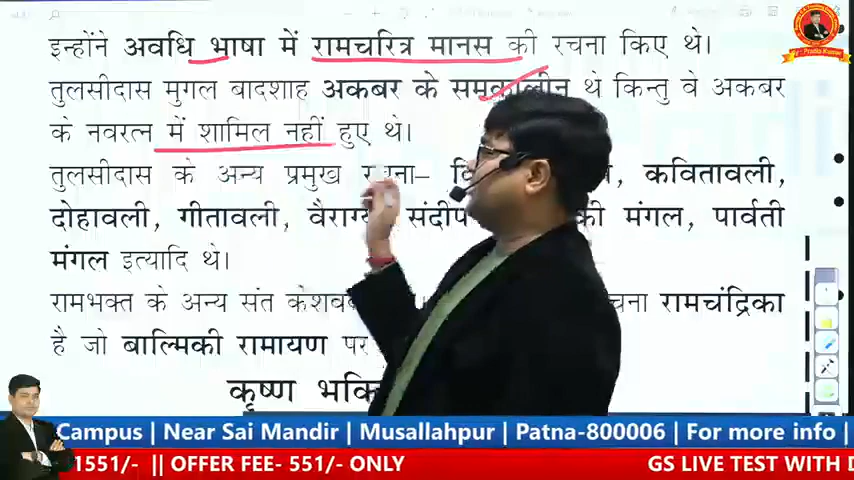 इन्होंने अवधि भाषा में रामचरित्र मानस की रचना किए थे।
तुलसीदास मुगल बादशाह अकबर के समकालीन थे किन्तु वे अकबर
के नवरत्न में शामिल नहीं हुए थे।
तुलसीदास के अन्य प्रमुख रचना– कवितावली,
दोहावली, गीतावली, संदीप मंगल, पार्वती
मंगल इत्यादि थे।
रामभक्त के अन्य संत रामचंद्रिका
है जो बाल्मिकी रामायण पर
कृष्ण
Campus | Near Sai Mandir | Musallahpur | Patna-800006 | For more info |
1551/- || OFFER FEE- 551/- ONLY GS LIVE TEST WITH